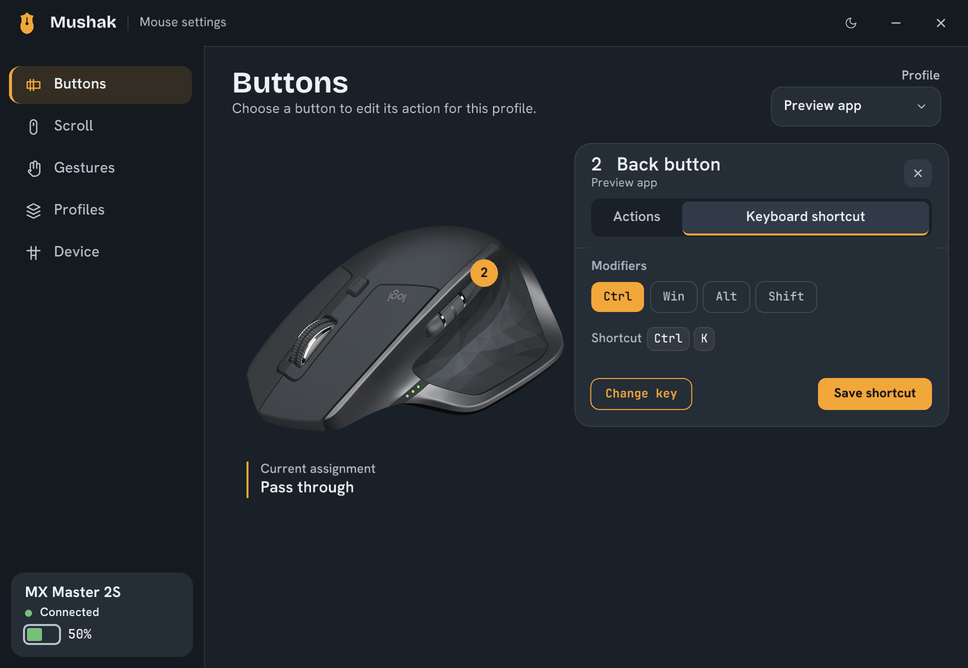 Mushak
Mouse settings
Buttons
Scroll
Gestures
Profiles
Device
MX Master 2S
Connected
50%
Buttons
Choose a button to edit its action for this profile.
Profile
Preview app
logi
2
Current assignment
Pass through
2 Back button
Preview app
Actions Keyboard shortcut
Modifiers
Ctrl Win Alt Shift
Shortcut Ctrl K
Change key Save shortcut